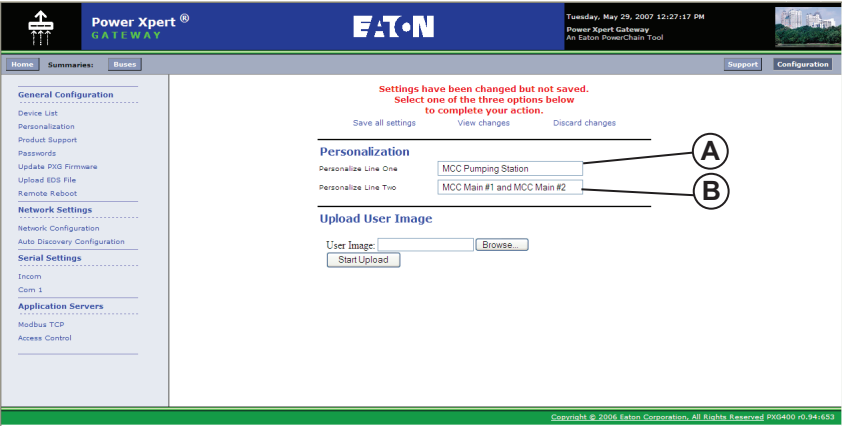 Power Xpert ®
GATEWAY
EATON
Tuesday, May 29, 2007 12:27:17 PM
Power Xpert Gateway
An Eaton PowerChain Tool
Home Summaries: Buses Support Configuration
General Configuration
Device List
Personalization
Product Support
Passwords
Update PXG Firmware
Upload EDS File
Remote Reboot
Network Settings
Network Configuration
Auto Discovery Configuration
Serial Settings
Incom
Com 1
Application Servers
Modbus TCP
Access Control
Settings have been changed but not saved.
Select one of the three options below
to complete your action.
Save all settings View changes Discard changes
Personalization
Personalize Line One MCC Pumping Station
A
Personalize Line Two MCC Main #1 and MCC Main #2
B
Upload User Image
User Image: Browse...
Start Upload
Copyright © 2006 Eaton Corporation, All Rights Reserved PXG400 r0.94:653